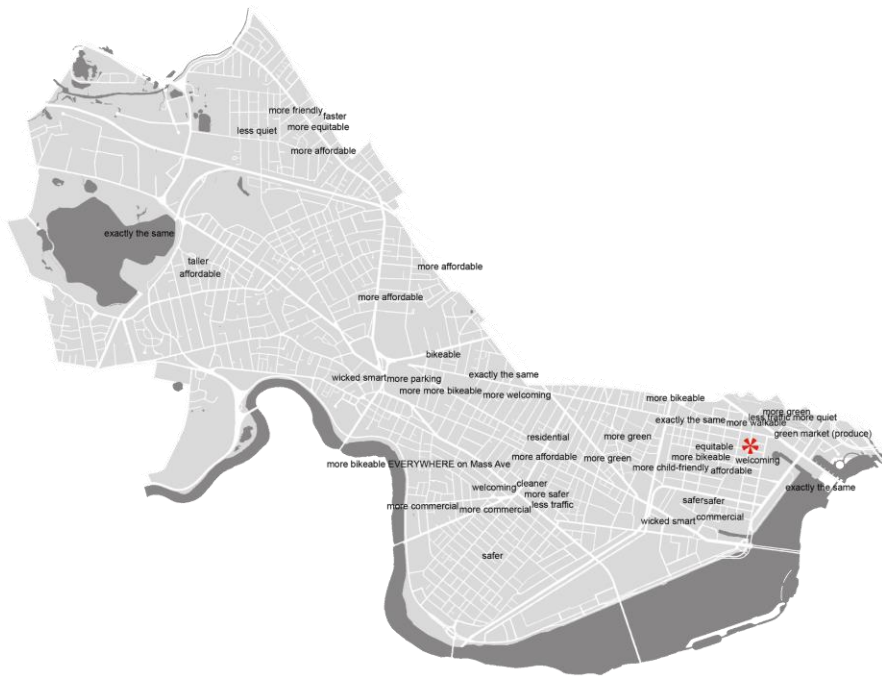 more friendly
faster
more equitable
less quiet
more affordable
exactly the same
taller
affordable
more affordable
more affordable
bikeable
wicked smart
more parking
exactly the same
more more bikeable
more welcoming
more bikeable
more green
less traffic more quiet
exactly the same
more walkable
green market (produce)
residential
more green
equitable
more bikeable EVERYWHERE on Mass Ave
more affordable
more green
more bikeable
welcoming
more child-friendly
affordable
welcoming
cleaner
exactly the same
more safer
more commercial
more commercial
less traffic
safer
safer
wicked smart
commercial
safer